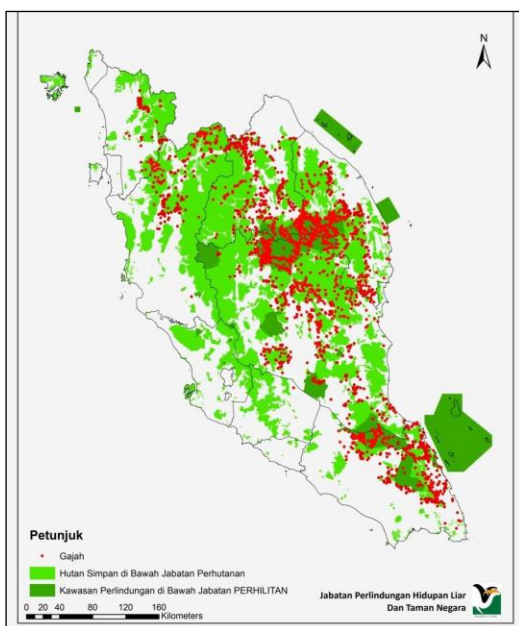 N
Petunjuk
Gajah
Hutan Simpan di Bawah Jabatan Perhutanan
Kawasan Perlindungan di Bawah Jabatan PERHILITAN
0 20 40 80 120 160
Kilometers
Jabatan Perlindungan Hidupan Liar
Dan Taman Negara